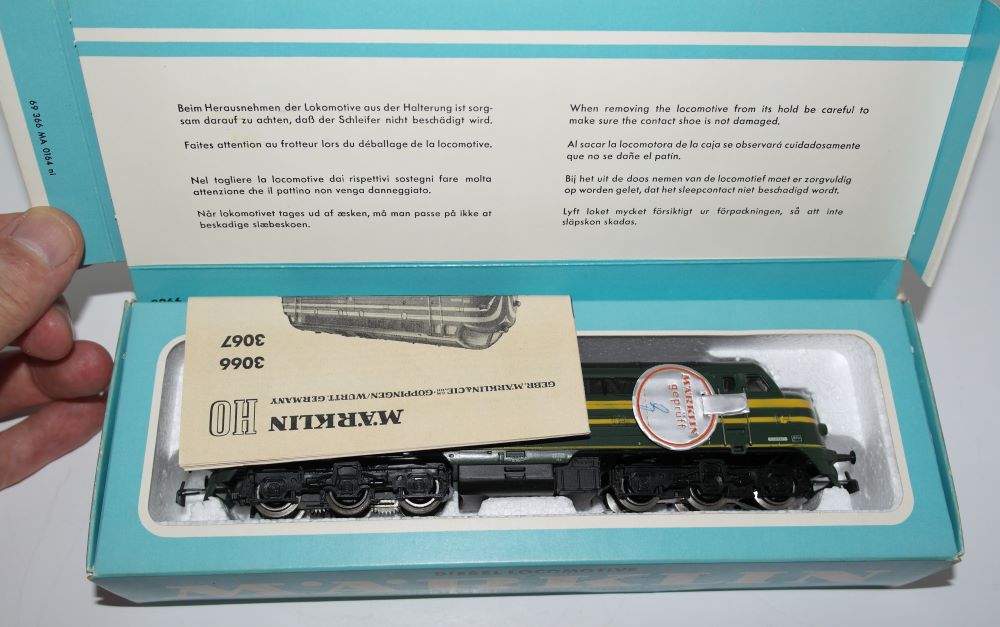 69 366 MA 0164 ni
Beim Herausnehmen der Lokomotive aus der Halterung ist sorg-
sam darauf zu achten, daß der Schleifer nicht beschädigt wird.
Faites attention au frotteur lors du déballage de la locomotive.
Nel togliere la locomotive dai rispettivi sostegni fare molta
attenzione che il pattino non venga danneggiato.
Når lokomotivet tages ud af æsken, må man passe på ikke at
beskadige slæbeskoen.
When removing the locomotive from its hold be careful to
make sure the contact shoe is not damaged.
Al sacar la locomotora de la caja se observará cuidadosamente
que no se dañe el patín.
Bij het uit de doos nemen van de locomotief moet er zorgvuldig
op worden gelet, dat het sleepcontact niet beschadigd wordt.
Lyft loket mycket försiktigt ur förpackningen, så att inte
släpskon skadas.
MÄRKLIN H0
GEBR. MÄRKLIN & CIE. GÖPPINGEN/WÜRTT. GERMANY
3066
3067
MÄRKLIN
geprüft
DIESEL LOCOMOTIVE
MÄRKLIN